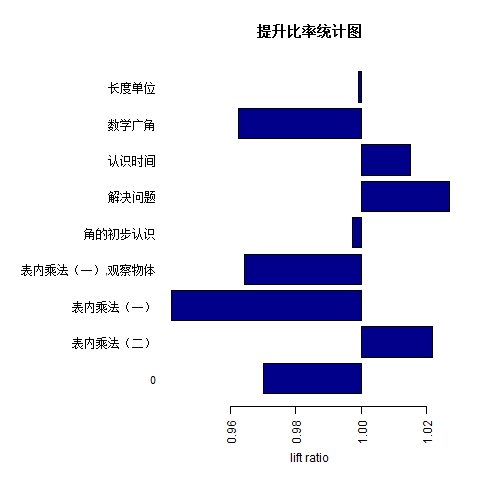 提升比率统计图
长度单位
数学广角
认识时间
解决问题
角的初步认识
表内乘法（一）,观察物体
表内乘法（一）
表内乘法（二）
0
0.96 0.98 1.00 1.02
lift ratio